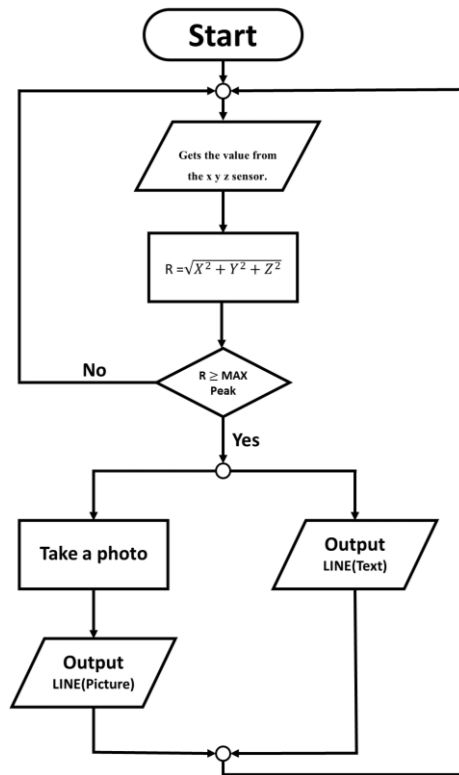 Start
Gets the value from
the x y z sensor.
R =√X² + Y² + Z²
R ≥ MAX
Peak
No
Yes
Take a photo
Output
LINE(Text)
Output
LINE(Picture)